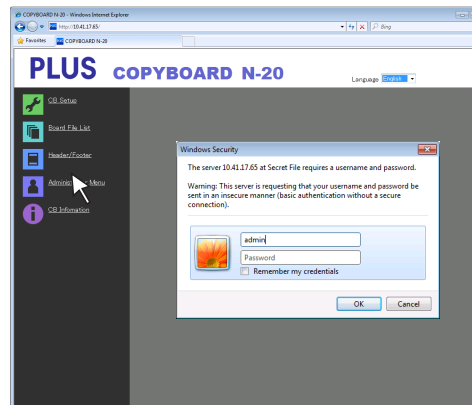 COPYBOARD N-20 - Windows Internet Explorer
http://10.41.17.65/
Bing
Favorites
COPYBOARD N-20
PLUS COPYBOARD N-20
Language English
CB Setup
Board File List
Header/Footer
Menu
CB Infomation
Windows Security
The server 10.41.17.65 at Secret File requires a username and password.
Warning: This server is requesting that your username and password be
sent in an insecure manner (basic authentication without a secure
connection).
admin
Password
Remember my credentials
OK Cancel